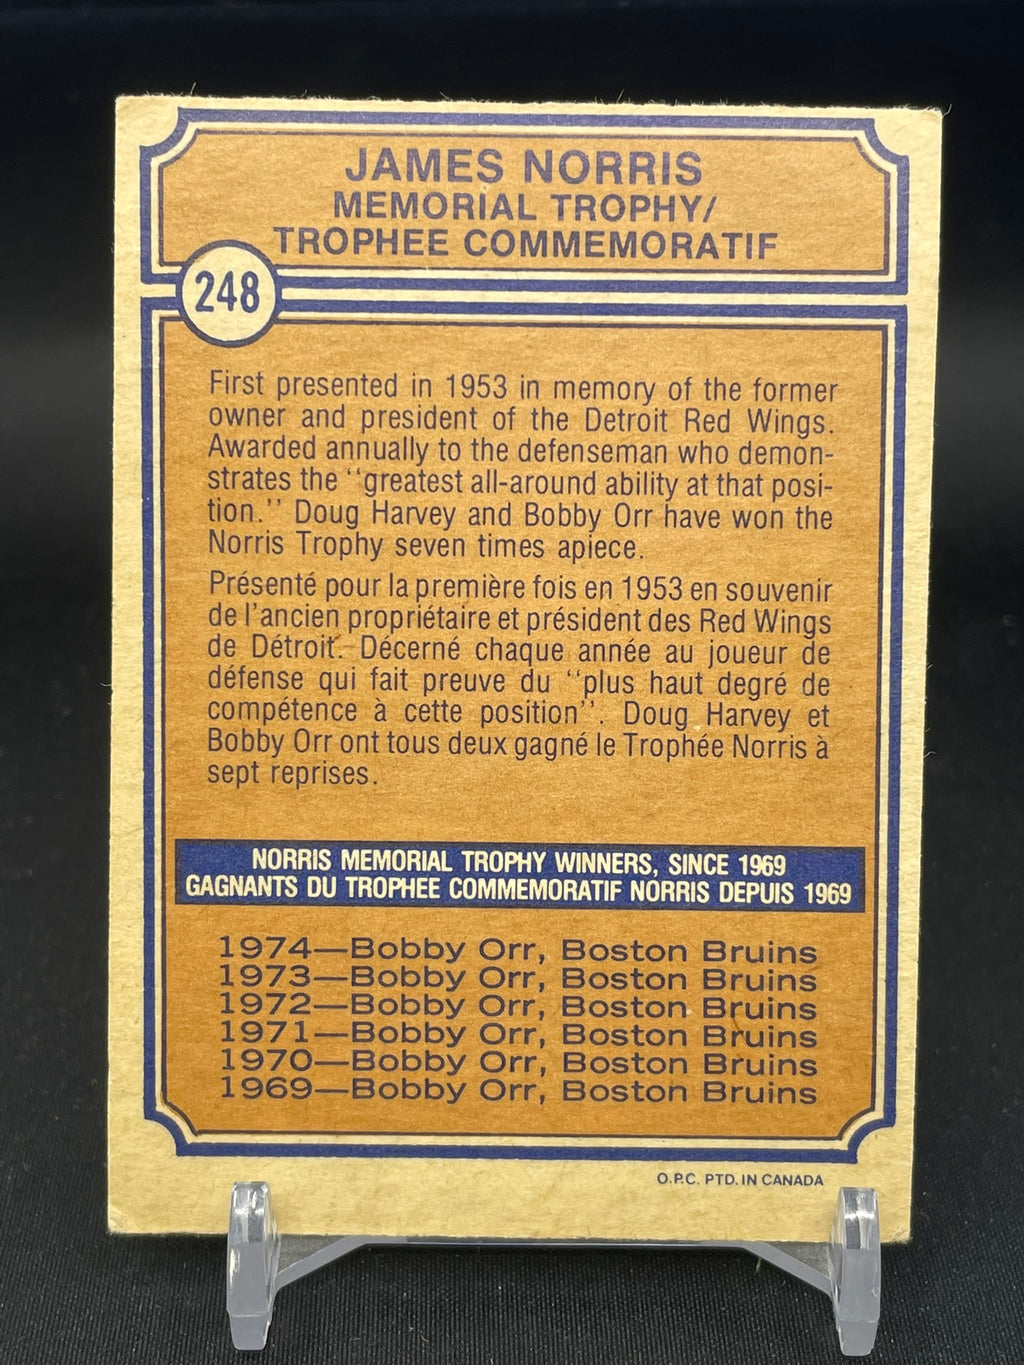 JAMES NORRIS
MEMORIAL TROPHY/
TROPHEE COMMEMORATIF
248
First presented in 1953 in memory of the former
owner and president of the Detroit Red Wings.
Awarded annually to the defenseman who demon-
strates the ‘‘greatest all-around ability at that posi-
tion.’’ Doug Harvey and Bobby Orr have won the
Norris Trophy seven times apiece.
Présenté pour la première fois en 1953 en souvenir
de l’ancien propriétaire et président des Red Wings
de Détroit. Décerné chaque année au joueur de
défense qui fait preuve du ‘‘plus haut degré de
compétence à cette position’’. Doug Harvey et
Bobby Orr ont tous deux gagné le Trophée Norris à
sept reprises.
NORRIS MEMORIAL TROPHY WINNERS, SINCE 1969
GAGNANTS DU TROPHEE COMMEMORATIF NORRIS DEPUIS 1969
1974—Bobby Orr, Boston Bruins
1973—Bobby Orr, Boston Bruins
1972—Bobby Orr, Boston Bruins
1971—Bobby Orr, Boston Bruins
1970—Bobby Orr, Boston Bruins
1969—Bobby Orr, Boston Bruins
O.P.C. PTD. IN CANADA